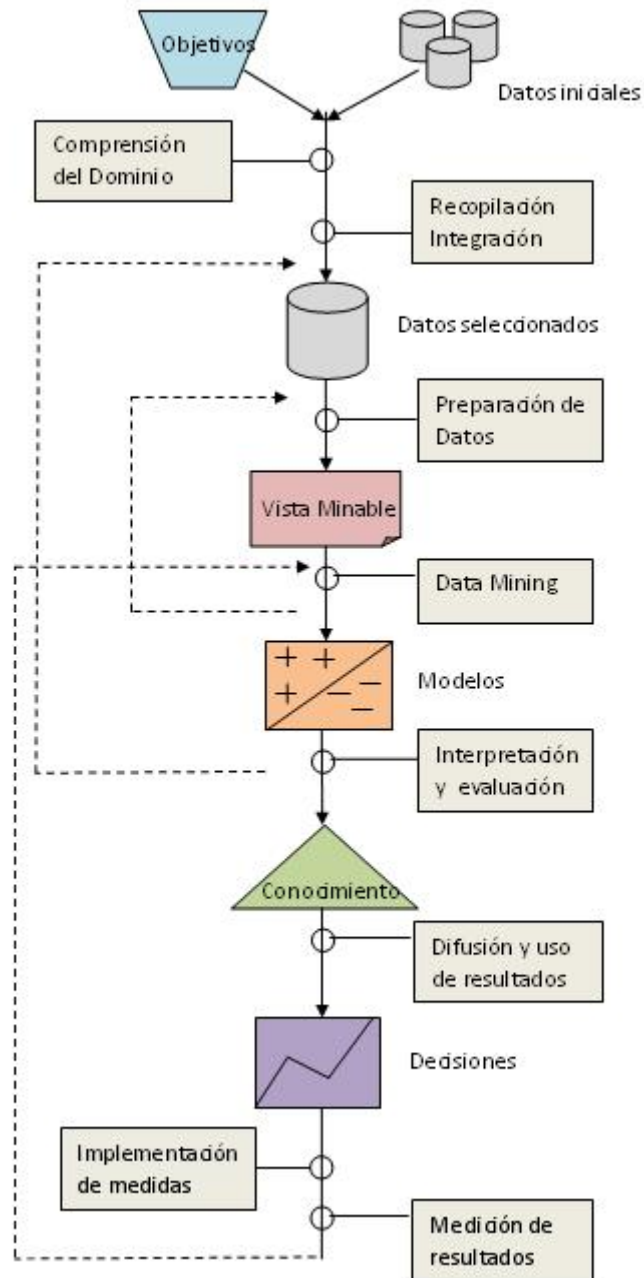 Objetivos
Datos iniciales
Comprensión
del Dominio
Recopilación
Integración
Datos seleccionados
Preparación de
Datos
Vista Minable
Data Mining
Modelos
Interpretación
y evaluación
Conocimiento
Difusión y uso
de resultados
Decisiones
Implementación
de medidas
Medición de
resultados